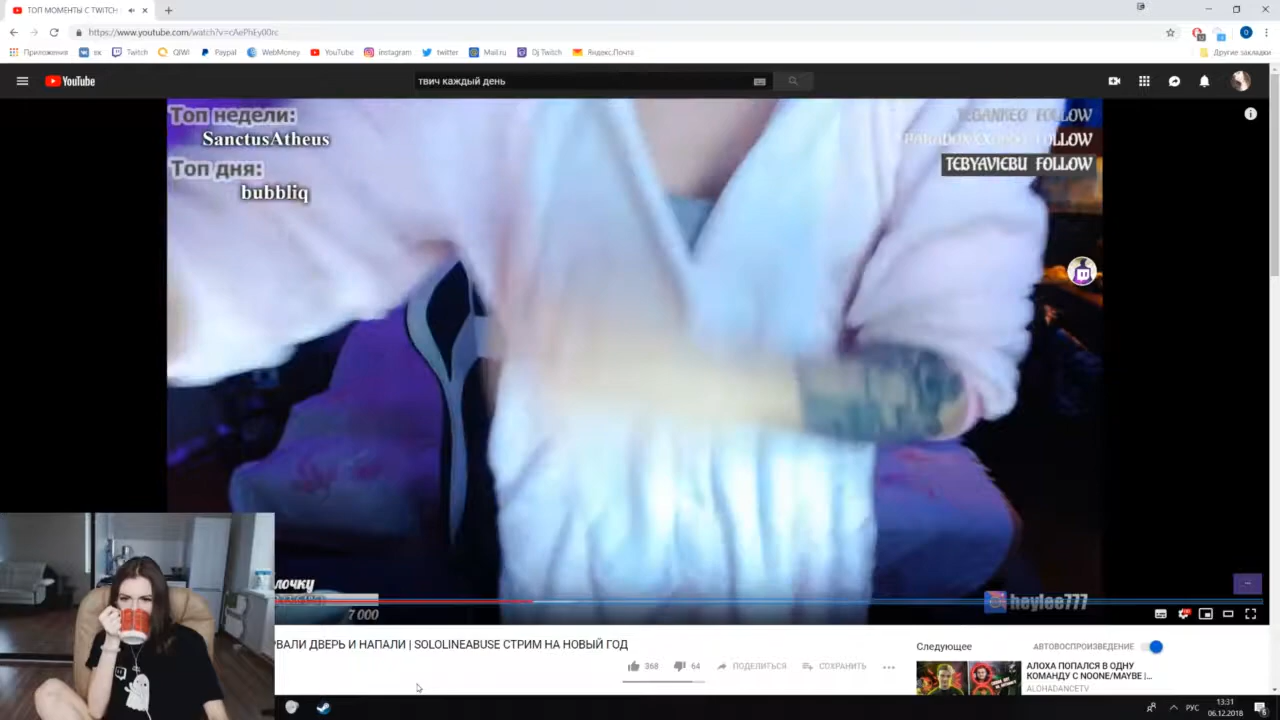 ТОП МОМЕНТЫ С TWITCH
https://www.youtube.com/watch?v=
Приложения
вк
Twitch
QIWI
Paypal
WebMoney
YouTube
instagram
twitter
Mail.ru
Dj Twitch
Яндекс.Почта
Другие закладки
YouTube
твич каждый день
Топ недели:
SanctusAtheus
Топ дня:
bubbliq
FOLLOW
FOLLOW
TEBYAVIEBU FOLLOW
лочку
7 000
heylee777
ВАЛИ ДВЕРЬ И НАПАЛИ | SOLOLINEABUSE СТРИМ НА НОВЫЙ ГОД
368
64
ПОДЕЛИТЬСЯ
СОХРАНИТЬ
Следующее
АВТОВОСПРОИЗВЕДЕНИЕ
АЛОХА ПОПАЛСЯ В ОДНУ
КОМАНДУ С NOONE/MAYBE |...
ALOHADANCETV
РУС
13:31
06.12.2018